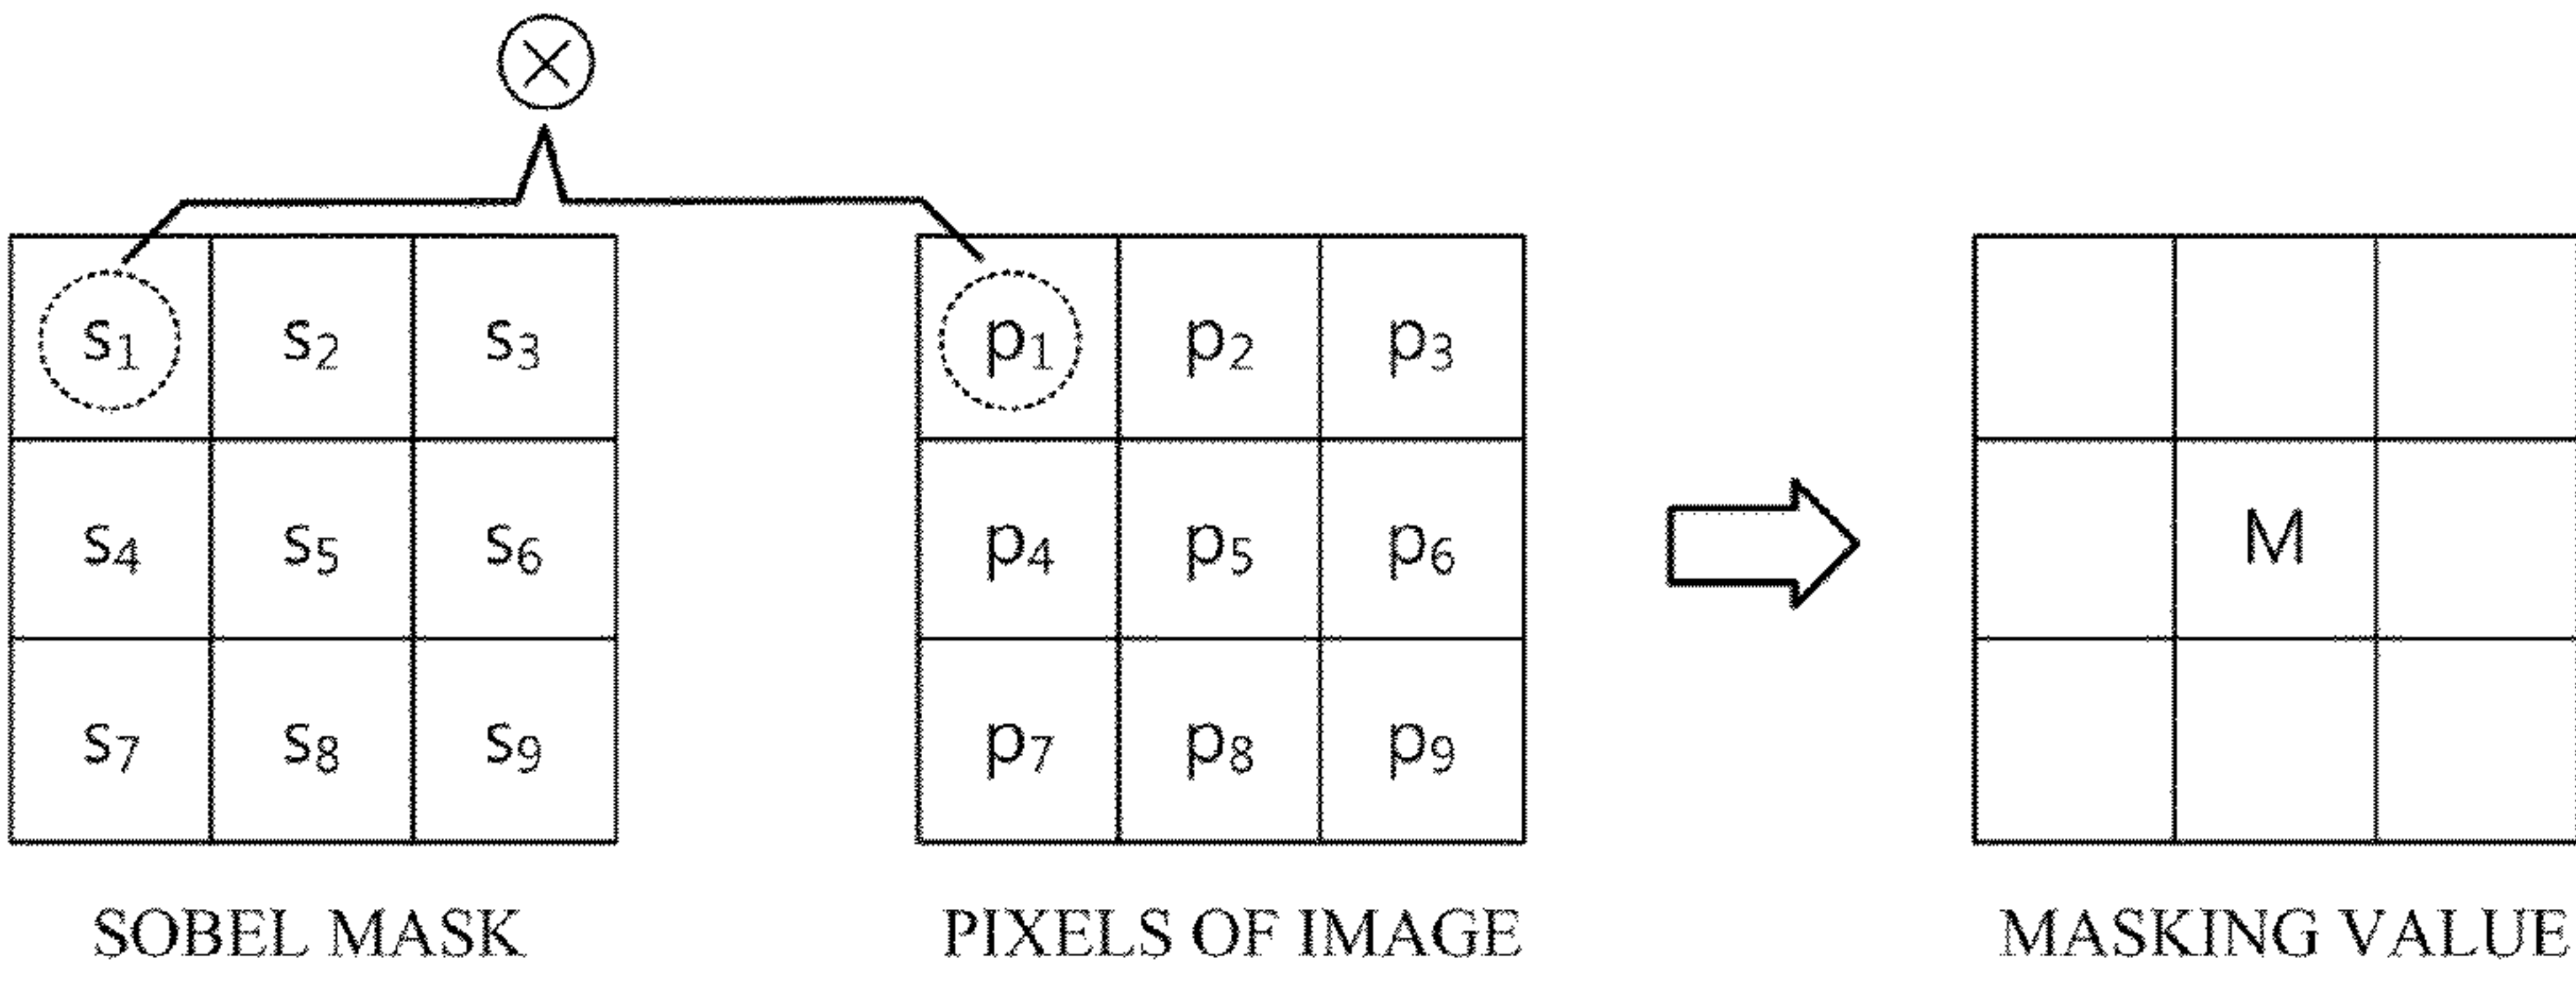 s1 s2 s3 p1 p2 p3
s4 s5 s6 p4 p5 p6 M
s7 s8 s9 p7 p8 p9
SOBEL MASK PIXELS OF IMAGE MASKING VALUE